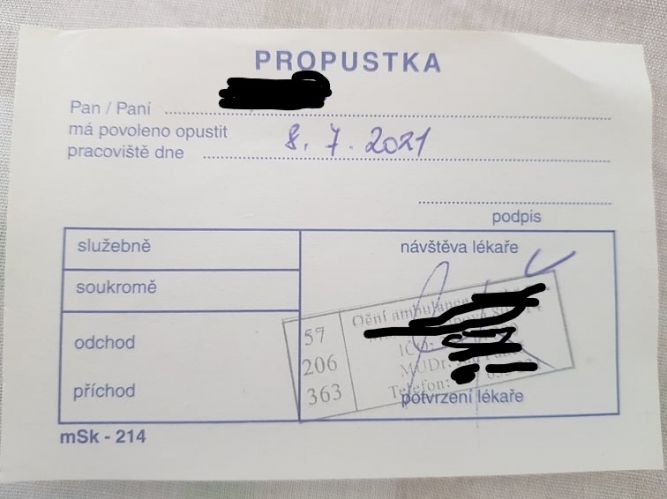 PROPUSTKA
Pan / Paní
má povoleno opustit
pracoviště dne 8. 7. 2021
podpis
služebně
návštěva lékaře
soukromě
odchod
příchod
57
206
363
Oční ambulance
IČO:
MUDr.
Telefon:
potvrzení lékaře
mSk - 214